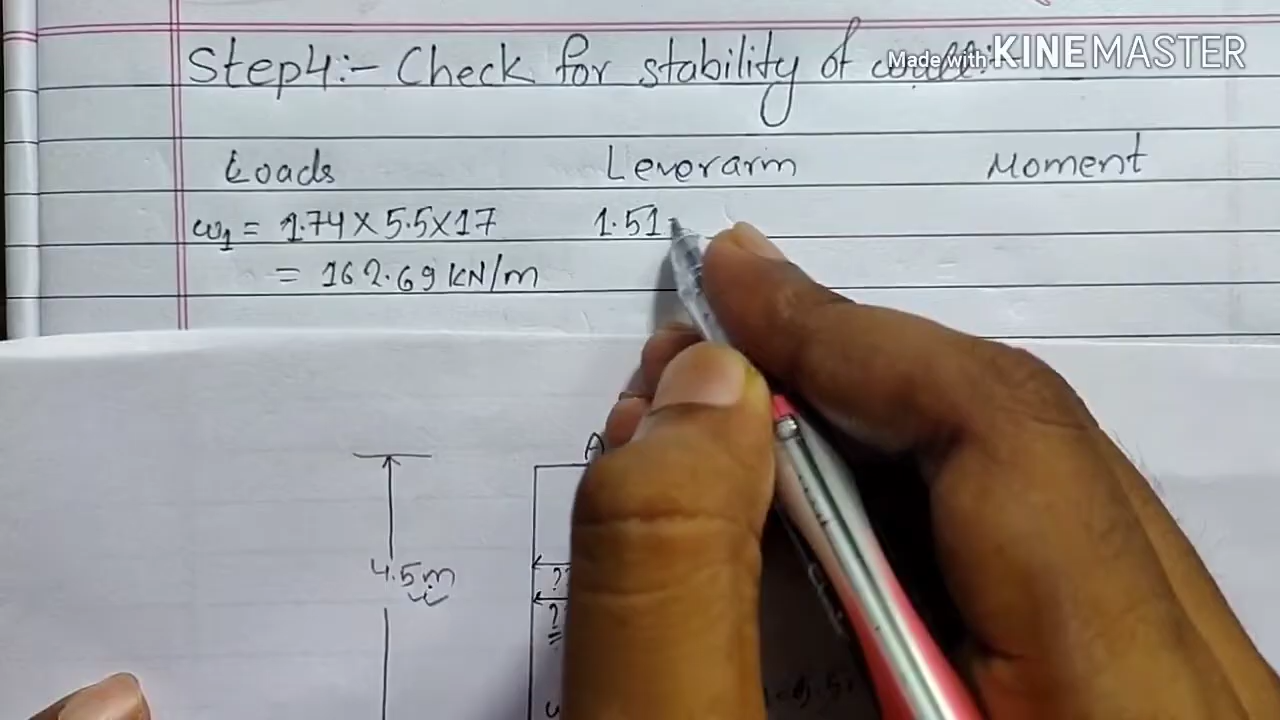 Made with KINEMASTER
Step4:- Check for stability of wall:-
Loads Leverarm Moment
w1 = 1.74 X 5.5 X 17 1.51
= 162.69 KN/m
A
4.5m
?
?